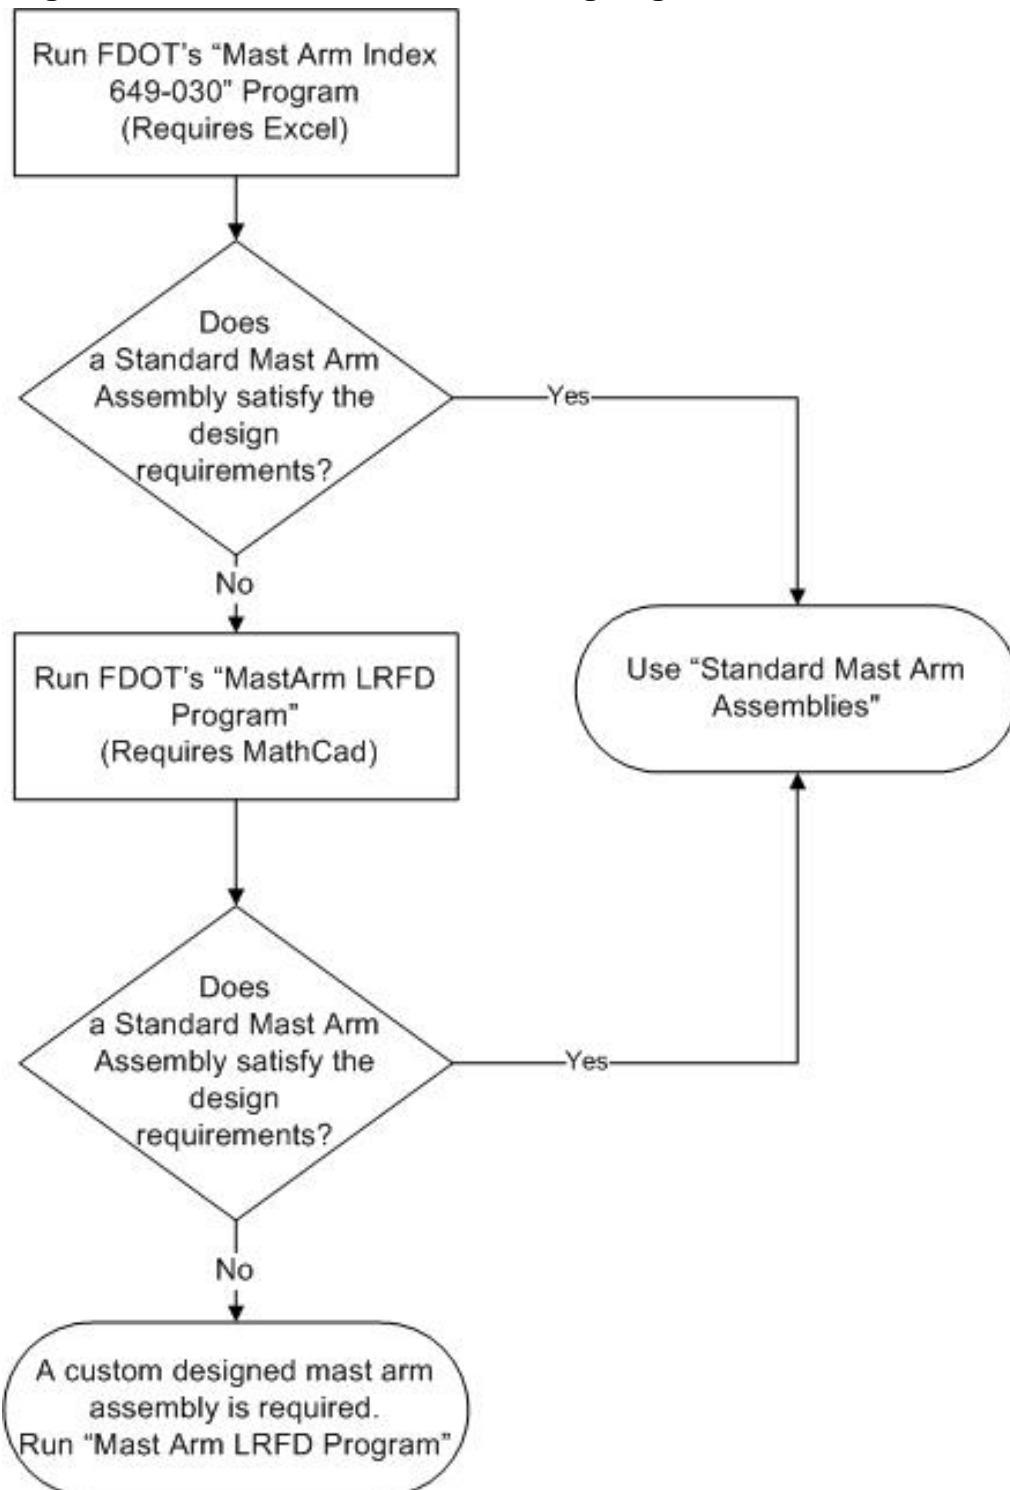 Run FDOT's "Mast Arm Index
649-030" Program
(Requires Excel)
Does
a Standard Mast Arm
Assembly satisfy the
design
requirements?
Yes
No
Run FDOT's "MastArm LRFD
Program"
(Requires MathCad)
Use "Standard Mast Arm
Assemblies"
Does
a Standard Mast Arm
Assembly satisfy the
design
requirements?
Yes
No
A custom designed mast arm
assembly is required.
Run "Mast Arm LRFD Program"